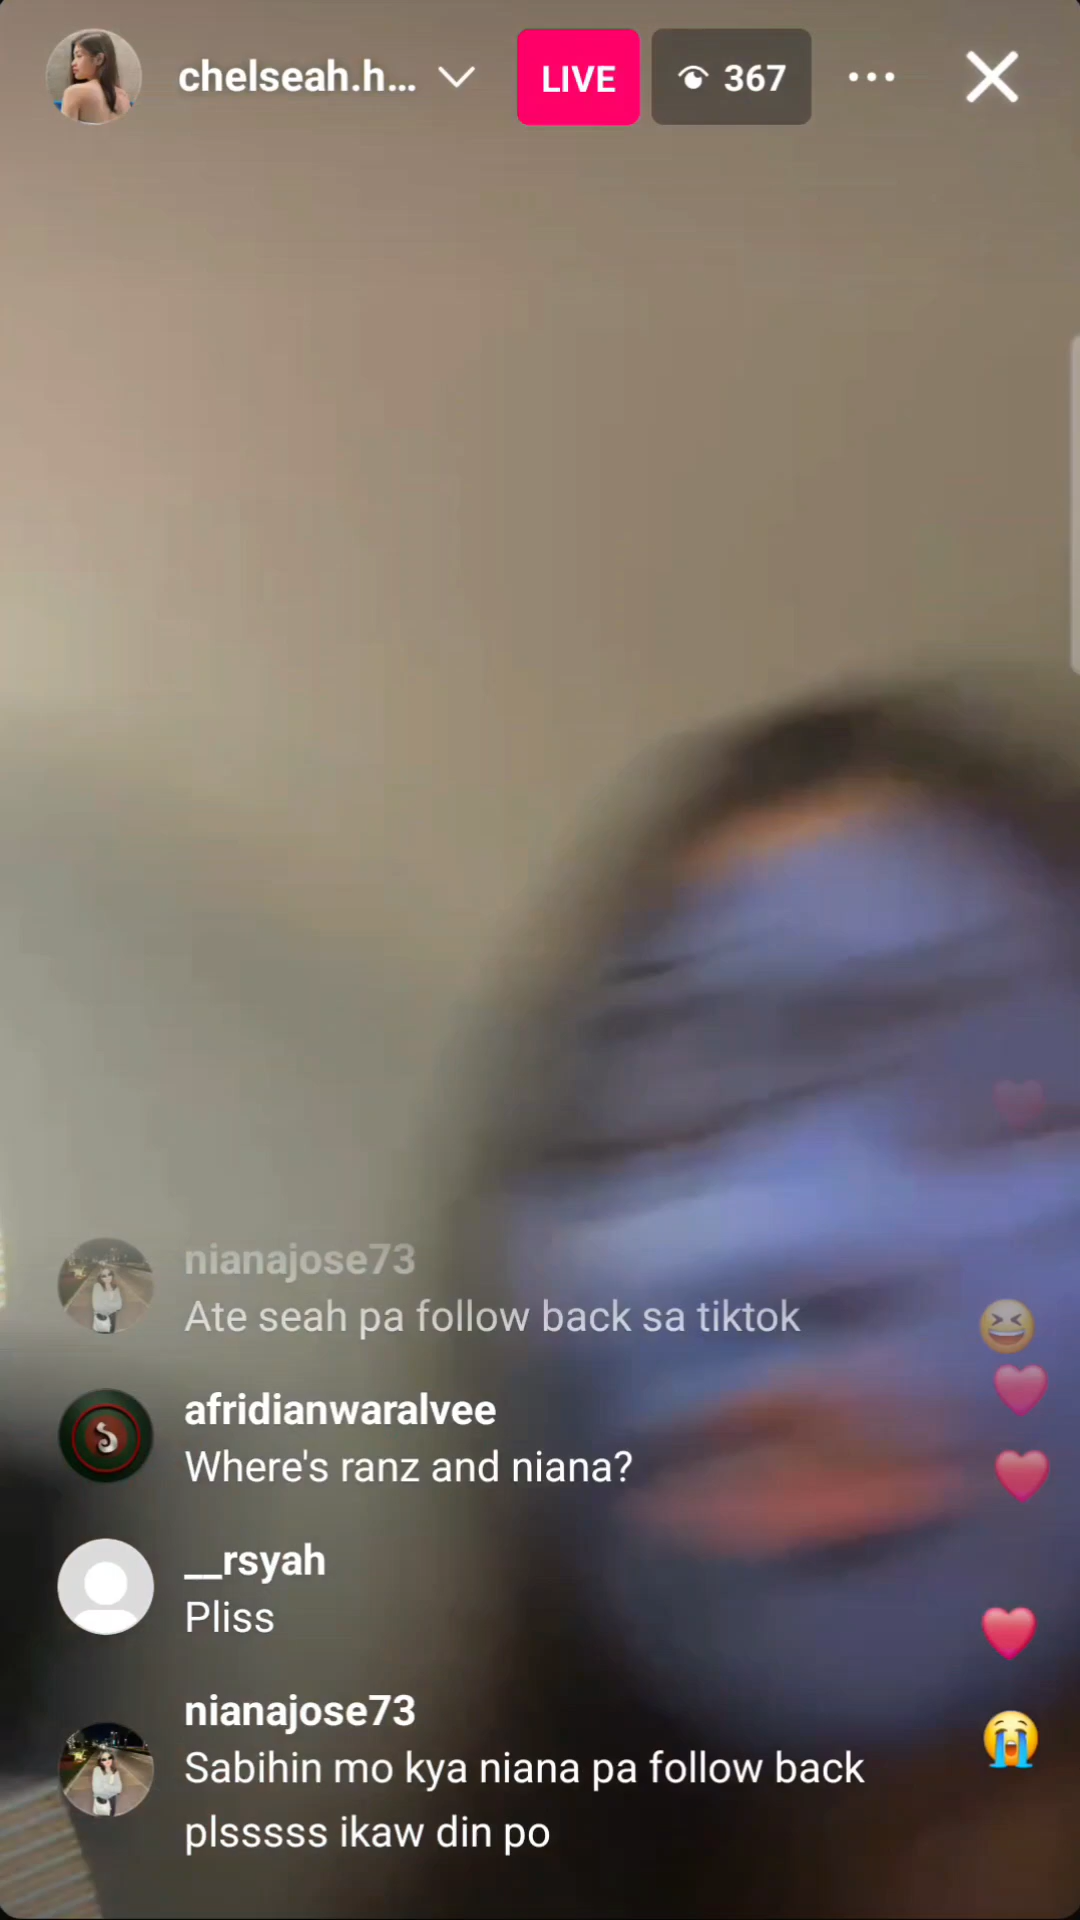 chelseah.h...
LIVE
367
nianajose73
Ate seah pa follow back sa tiktok
afridianwaralvee
Where's ranz and niana?
__rsyah
Pliss
nianajose73
Sabihin mo kya niana pa follow back
plsssss ikaw din po